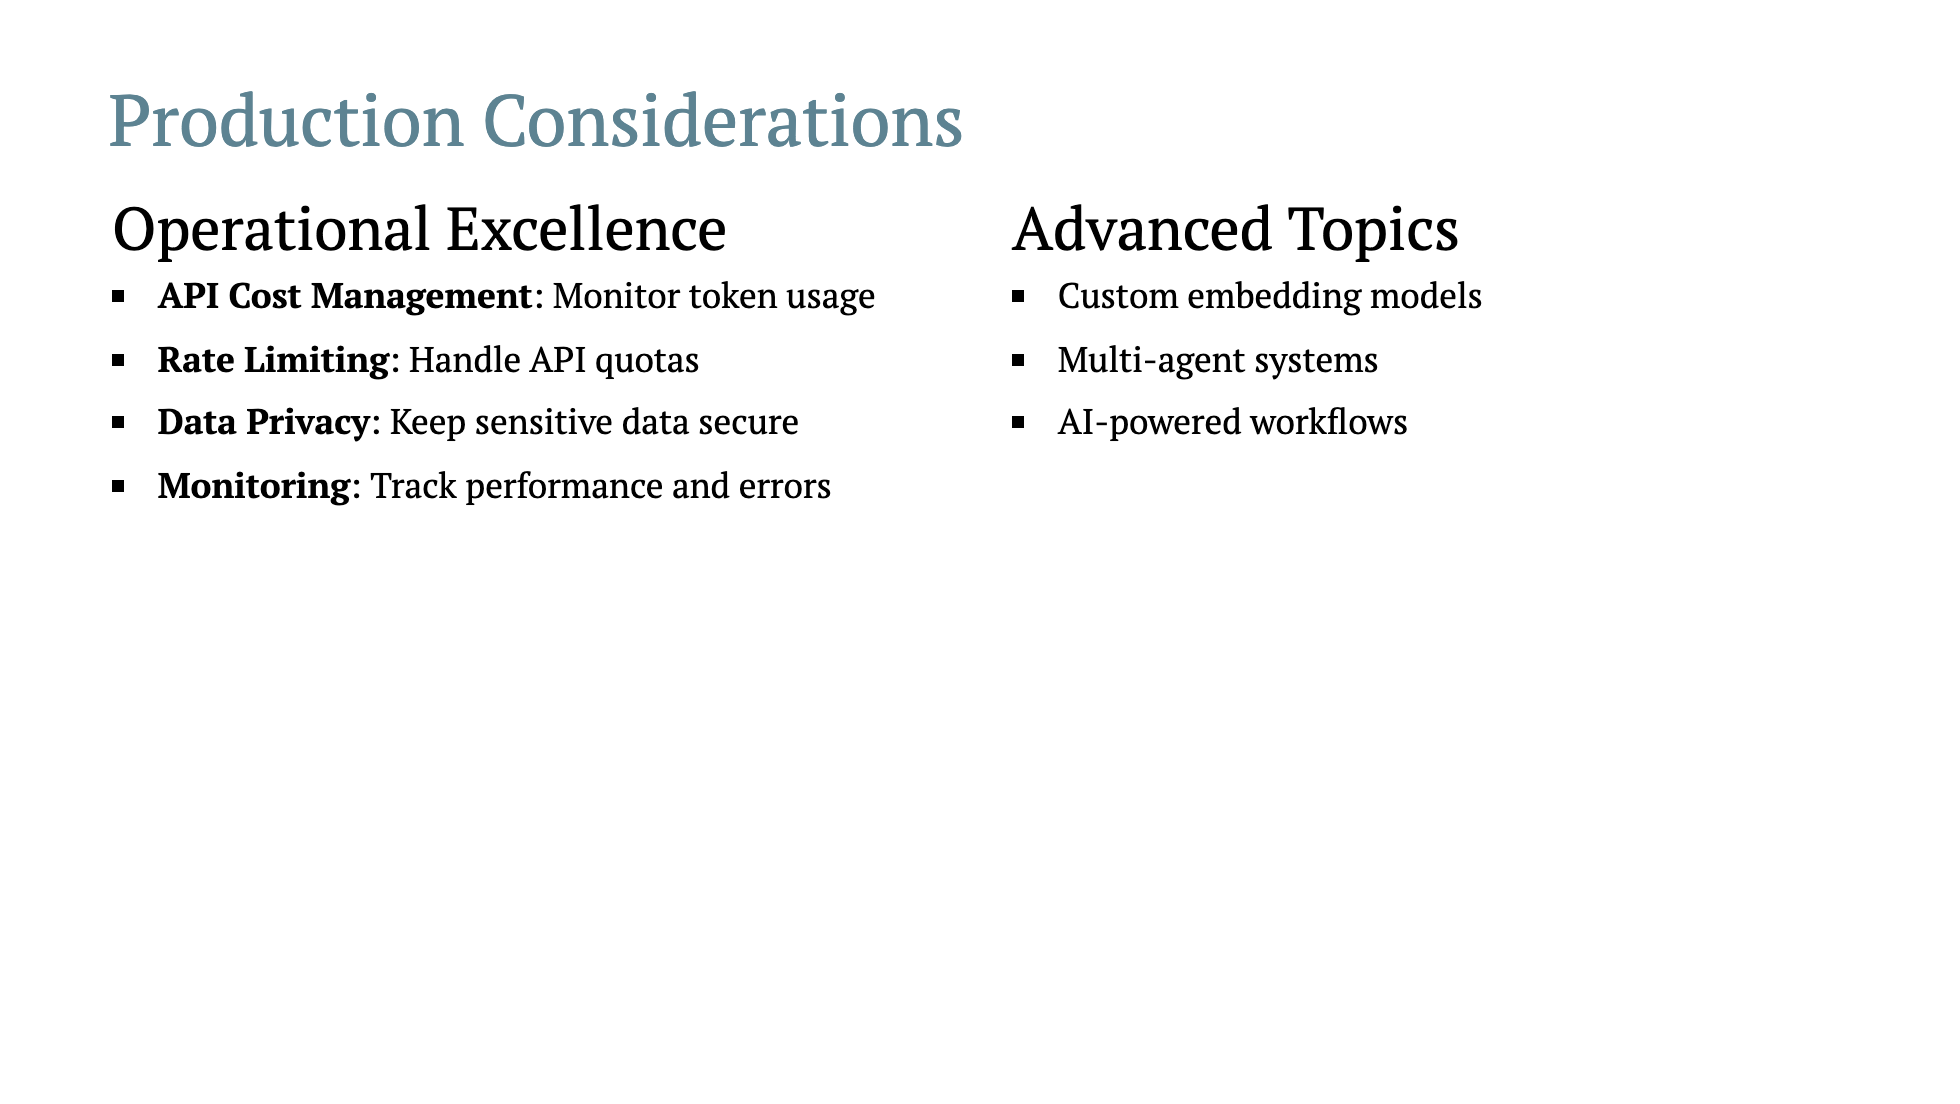 Production Considerations
Operational Excellence
▪ API Cost Management: Monitor token usage
▪ Rate Limiting: Handle API quotas
▪ Data Privacy: Keep sensitive data secure
▪ Monitoring: Track performance and errors
Advanced Topics
▪ Custom embedding models
▪ Multi-agent systems
▪ AI-powered workflows